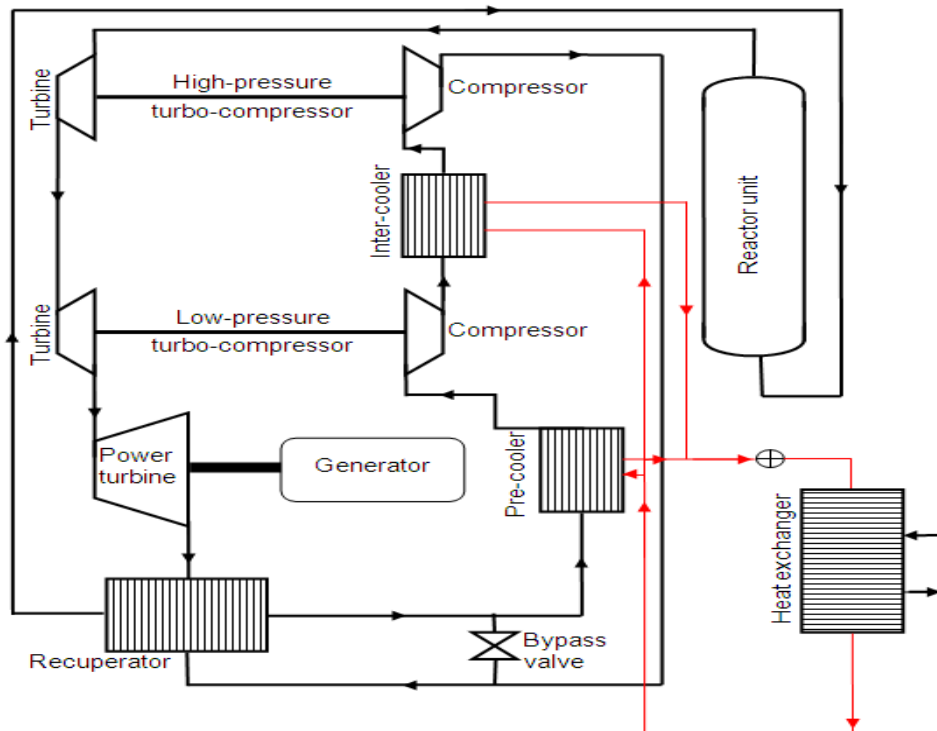 Turbine
High-pressure
turbo-compressor
Compressor
Inter-cooler
Reactor unit
Turbine
Low-pressure
turbo-compressor
Compressor
Power
turbine
Generator
Pre-cooler
Heat exchanger
Recuperator
Bypass
valve